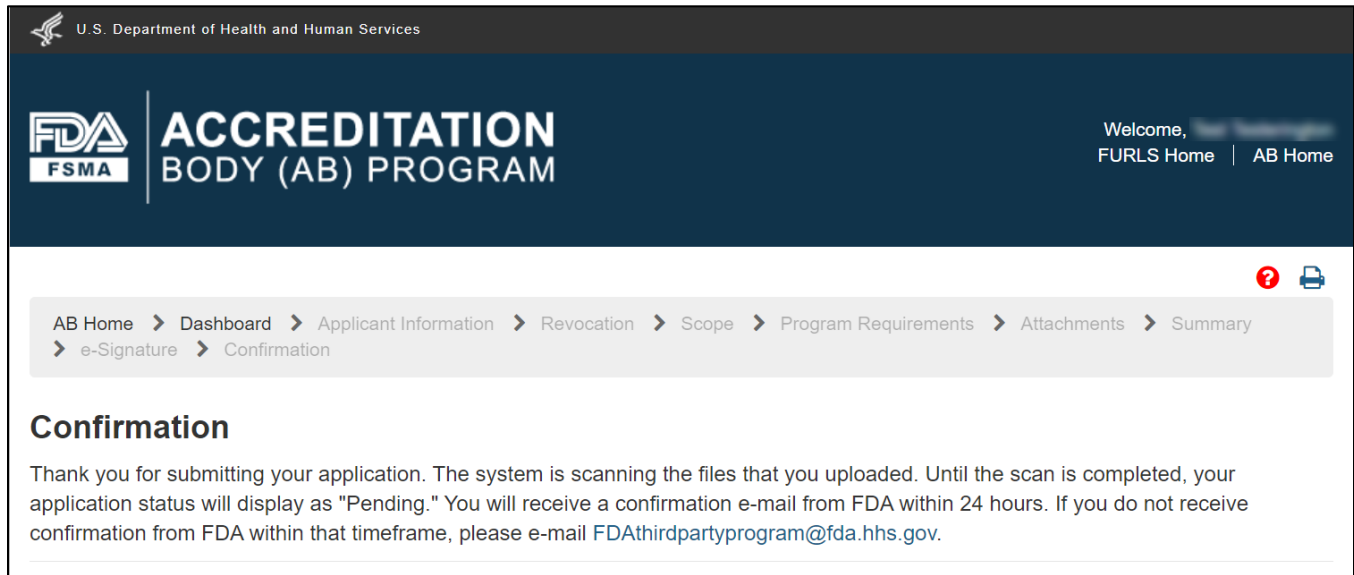 U.S. Department of Health and Human Services
FDA
FSMA
ACCREDITATION
BODY (AB) PROGRAM
Welcome,
FURLS Home | AB Home
AB Home > Dashboard > Applicant Information > Revocation > Scope > Program Requirements > Attachments > Summary
> e-Signature > Confirmation
Confirmation
Thank you for submitting your application. The system is scanning the files that you uploaded. Until the scan is completed, your
application status will display as "Pending." You will receive a confirmation e-mail from FDA within 24 hours. If you do not receive
confirmation from FDA within that timeframe, please e-mail FDAthirdpartyprogram@fda.hhs.gov.